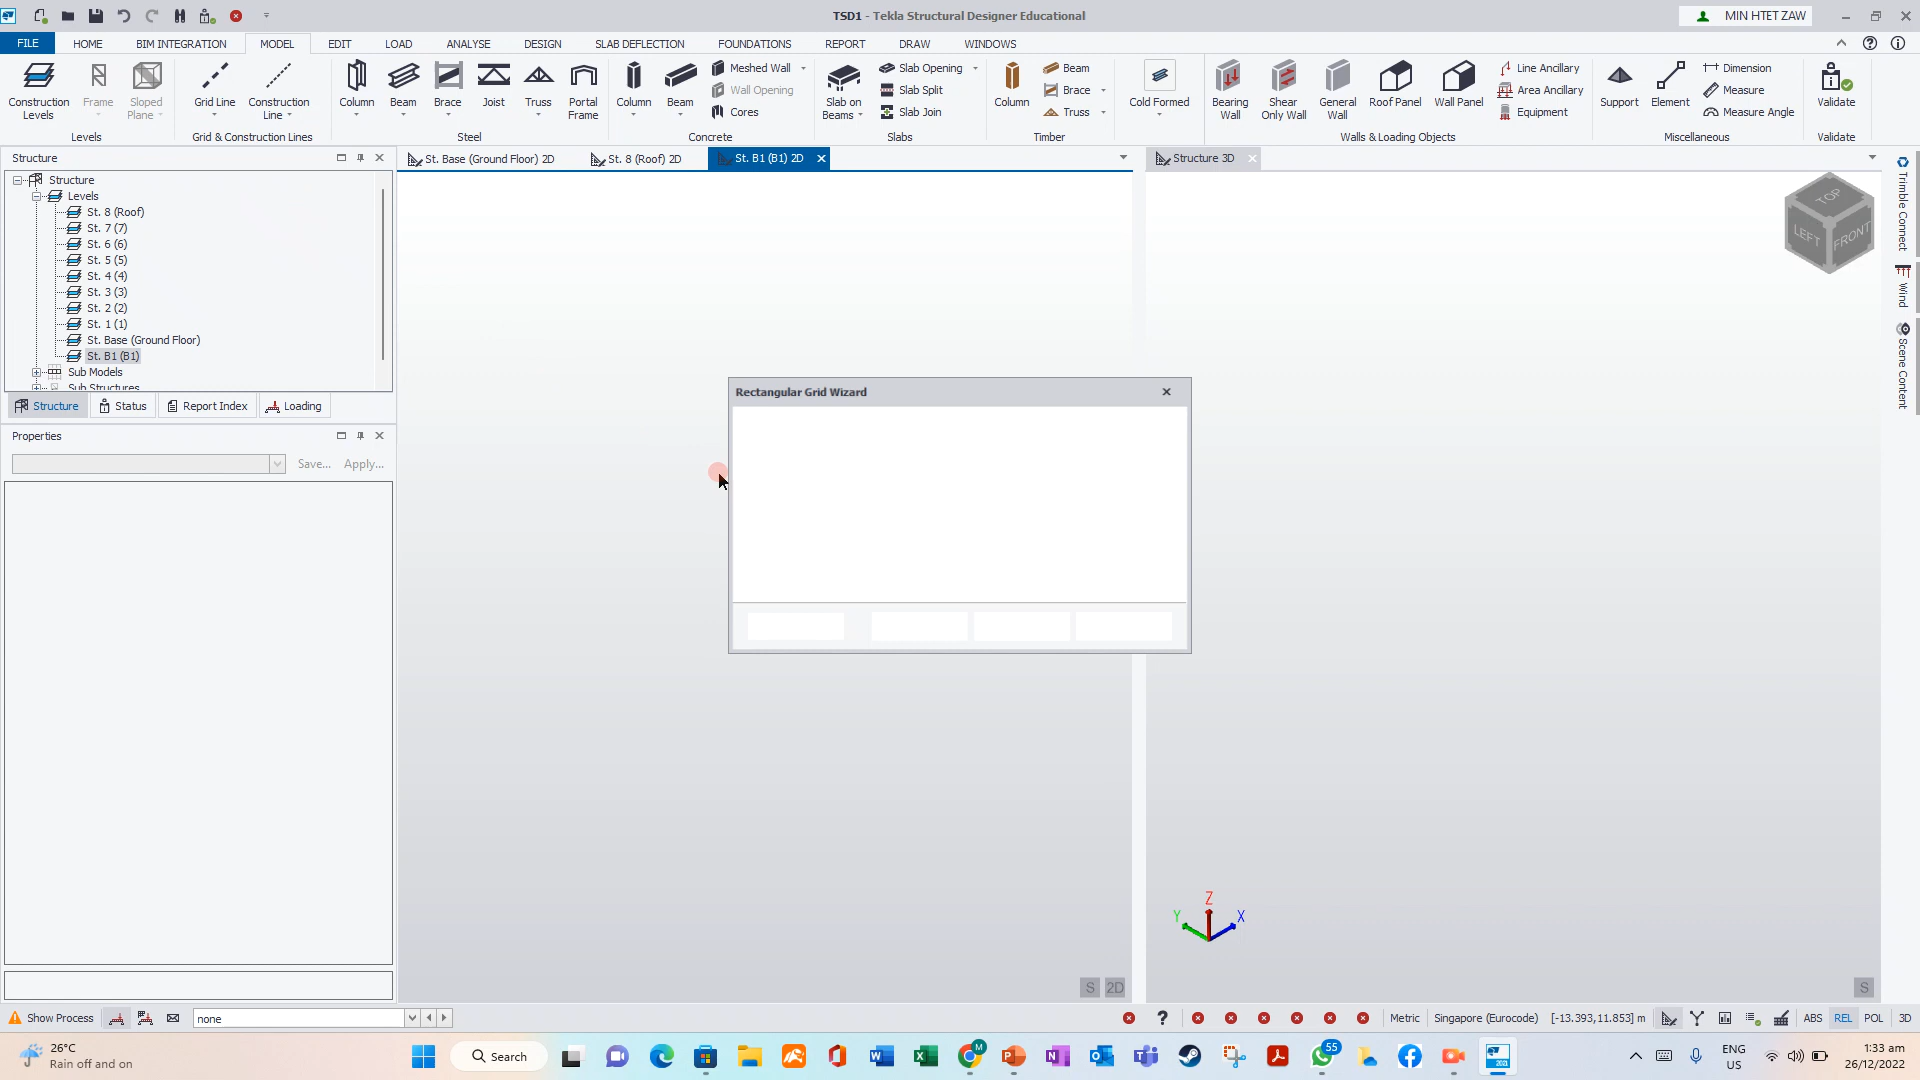 TSD1 - Tekla Structural Designer Educational
MIN HTET ZAW
FILE HOME BIM INTEGRATION MODEL EDIT LOAD ANALYSE DESIGN SLAB DEFLECTION FOUNDATIONS REPORT DRAW WINDOWS
Construction Levels
Frame
Sloped Plane
Levels
Grid Line
Construction Line
Grid & Construction Lines
Column
Beam
Brace
Joist
Truss
Portal Frame
Steel
Column
Beam
Meshed Wall
Wall Opening
Cores
Concrete
Slab on Beams
Slab Opening
Slab Split
Slab Join
Slabs
Column
Beam
Brace
Truss
Timber
Cold Formed
Bearing Wall
Shear Only Wall
General Wall
Roof Panel
Wall Panel
Line Ancillary
Area Ancillary
Equipment
Walls & Loading Objects
Support
Element
Dimension
Measure
Measure Angle
Miscellaneous
Validate
Validate
Structure
Structure
Levels
St. 8 (Roof)
St. 7 (7)
St. 6 (6)
St. 5 (5)
St. 4 (4)
St. 3 (3)
St. 2 (2)
St. 1 (1)
St. Base (Ground Floor)
St. B1 (B1)
Sub Models
Sub Structures
Structure Status Report Index Loading
Properties
Save... Apply...
St. Base (Ground Floor) 2D
St. 8 (Roof) 2D
St. B1 (B1) 2D
Structure 3D
Rectangular Grid Wizard
TOP
LEFT
FRONT
Trimble Connect
Wind
Scene Content
Z
Y
X
S 2D
S
Show Process
none
Metric
Singapore (Eurocode)
[-13.393,11.853] m
ABS REL POL 3D
26°C
Rain off and on
Search
M
55
2021
ENG
US
1:33 am
26/12/2022